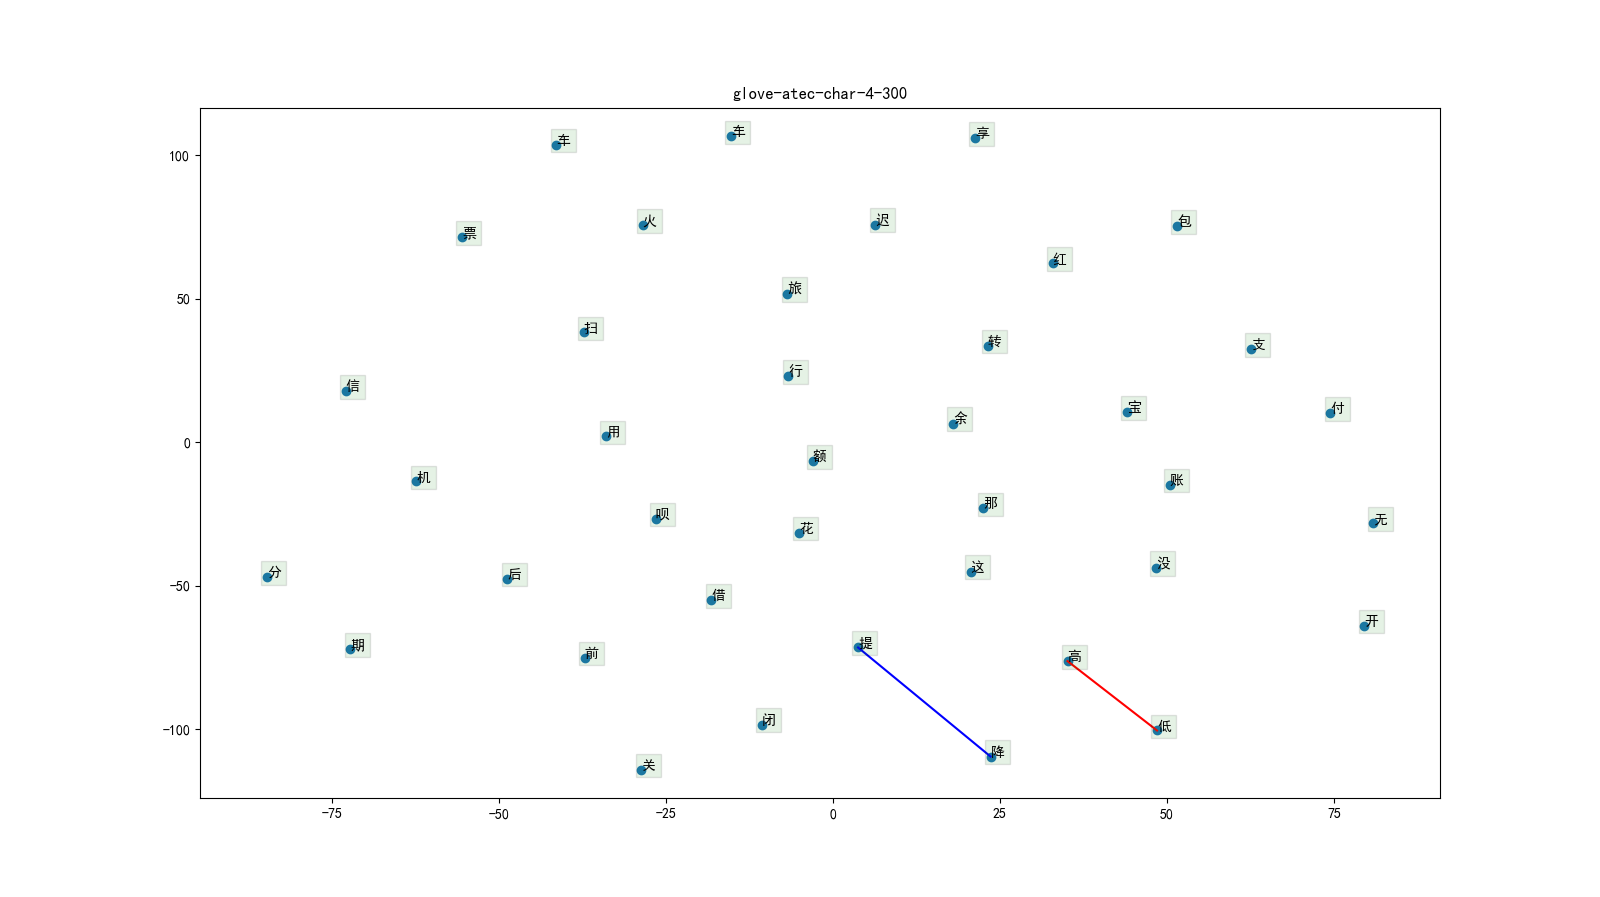 glove-atec-char-4-300
车
享
车
100
火
迟
包
票
红
50
旅
扫
转
支
行
信
宝
付
余
用
0
额
机
账
那
呗
无
花
没
这
分
后
−50
借
开
提
期
前
高
闭
低
−100
降
关
−75
−50
−25
0
25
50
75